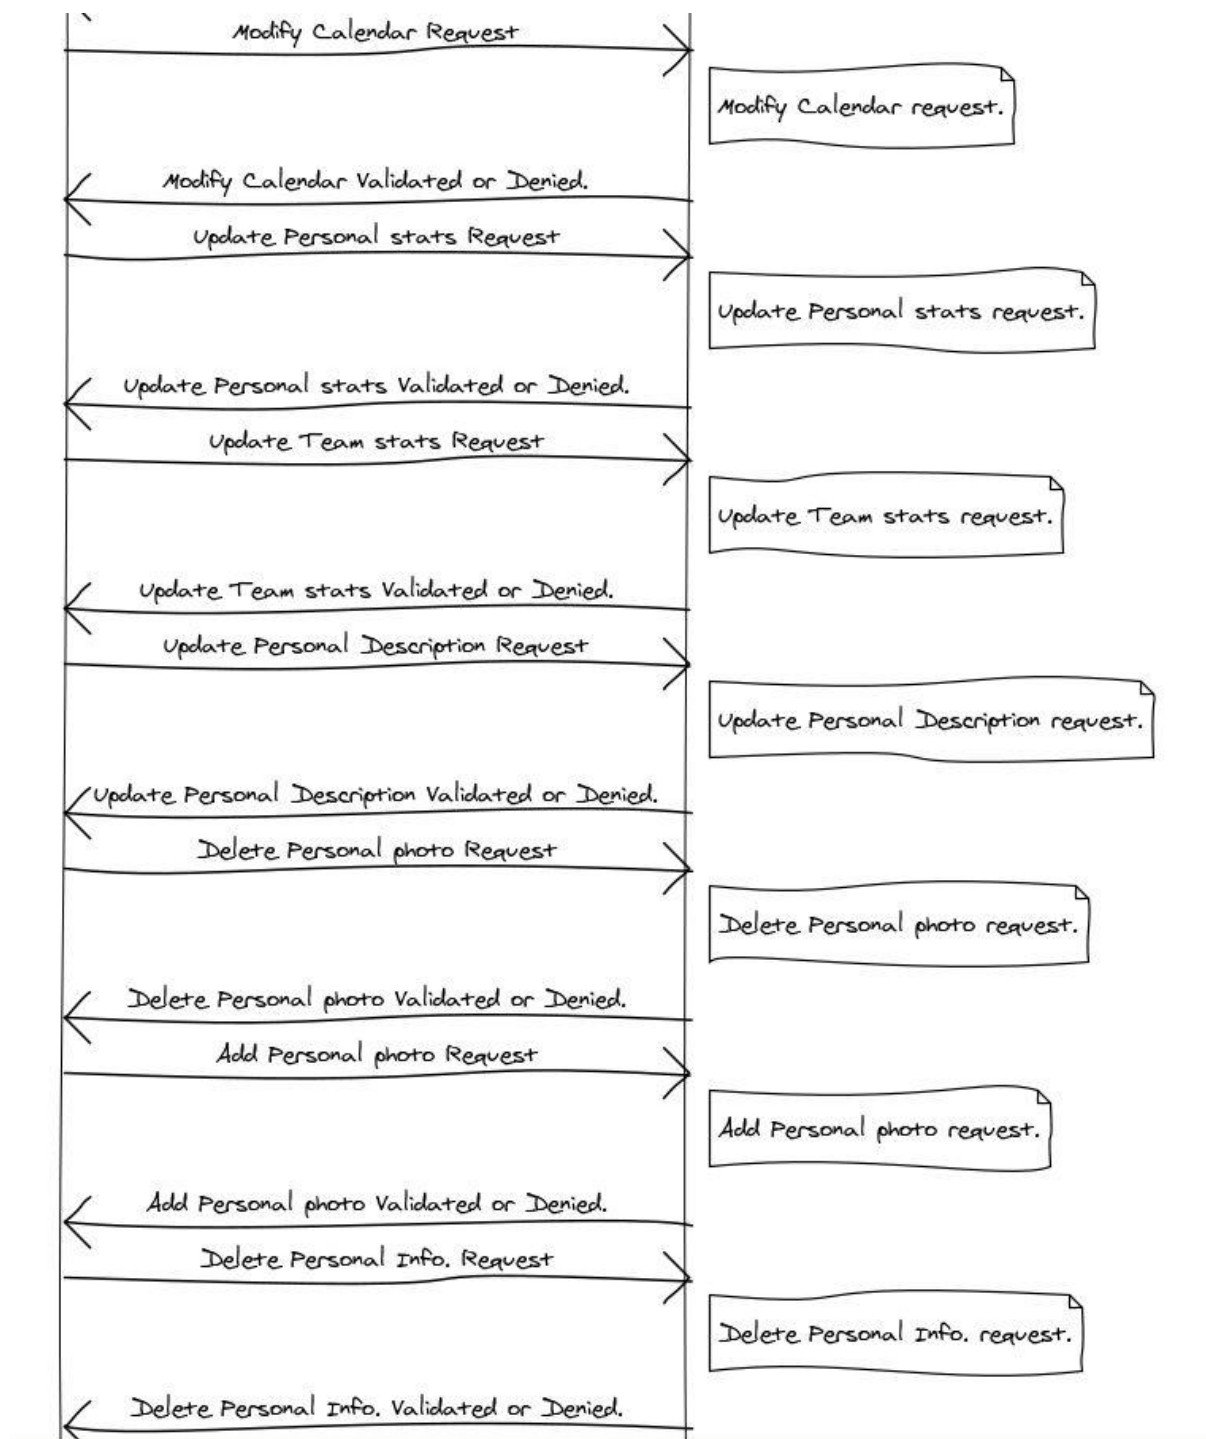 Modify Calendar Request
Modify Calendar request.
Modify Calendar Validated or Denied.
Update Personal stats Request
Update Personal stats request.
Update Personal stats Validated or Denied.
Update Team stats Request
Update Team stats request.
Update Team stats Validated or Denied.
Update Personal Description Request
Update Personal Description request.
Update Personal Description Validated or Denied.
Delete Personal photo Request
Delete Personal photo request.
Delete Personal photo Validated or Denied.
Add Personal photo Request
Add Personal photo request.
Add Personal photo Validated or Denied.
Delete Personal Info. Request
Delete Personal Info. request.
Delete Personal Info. Validated or Denied.